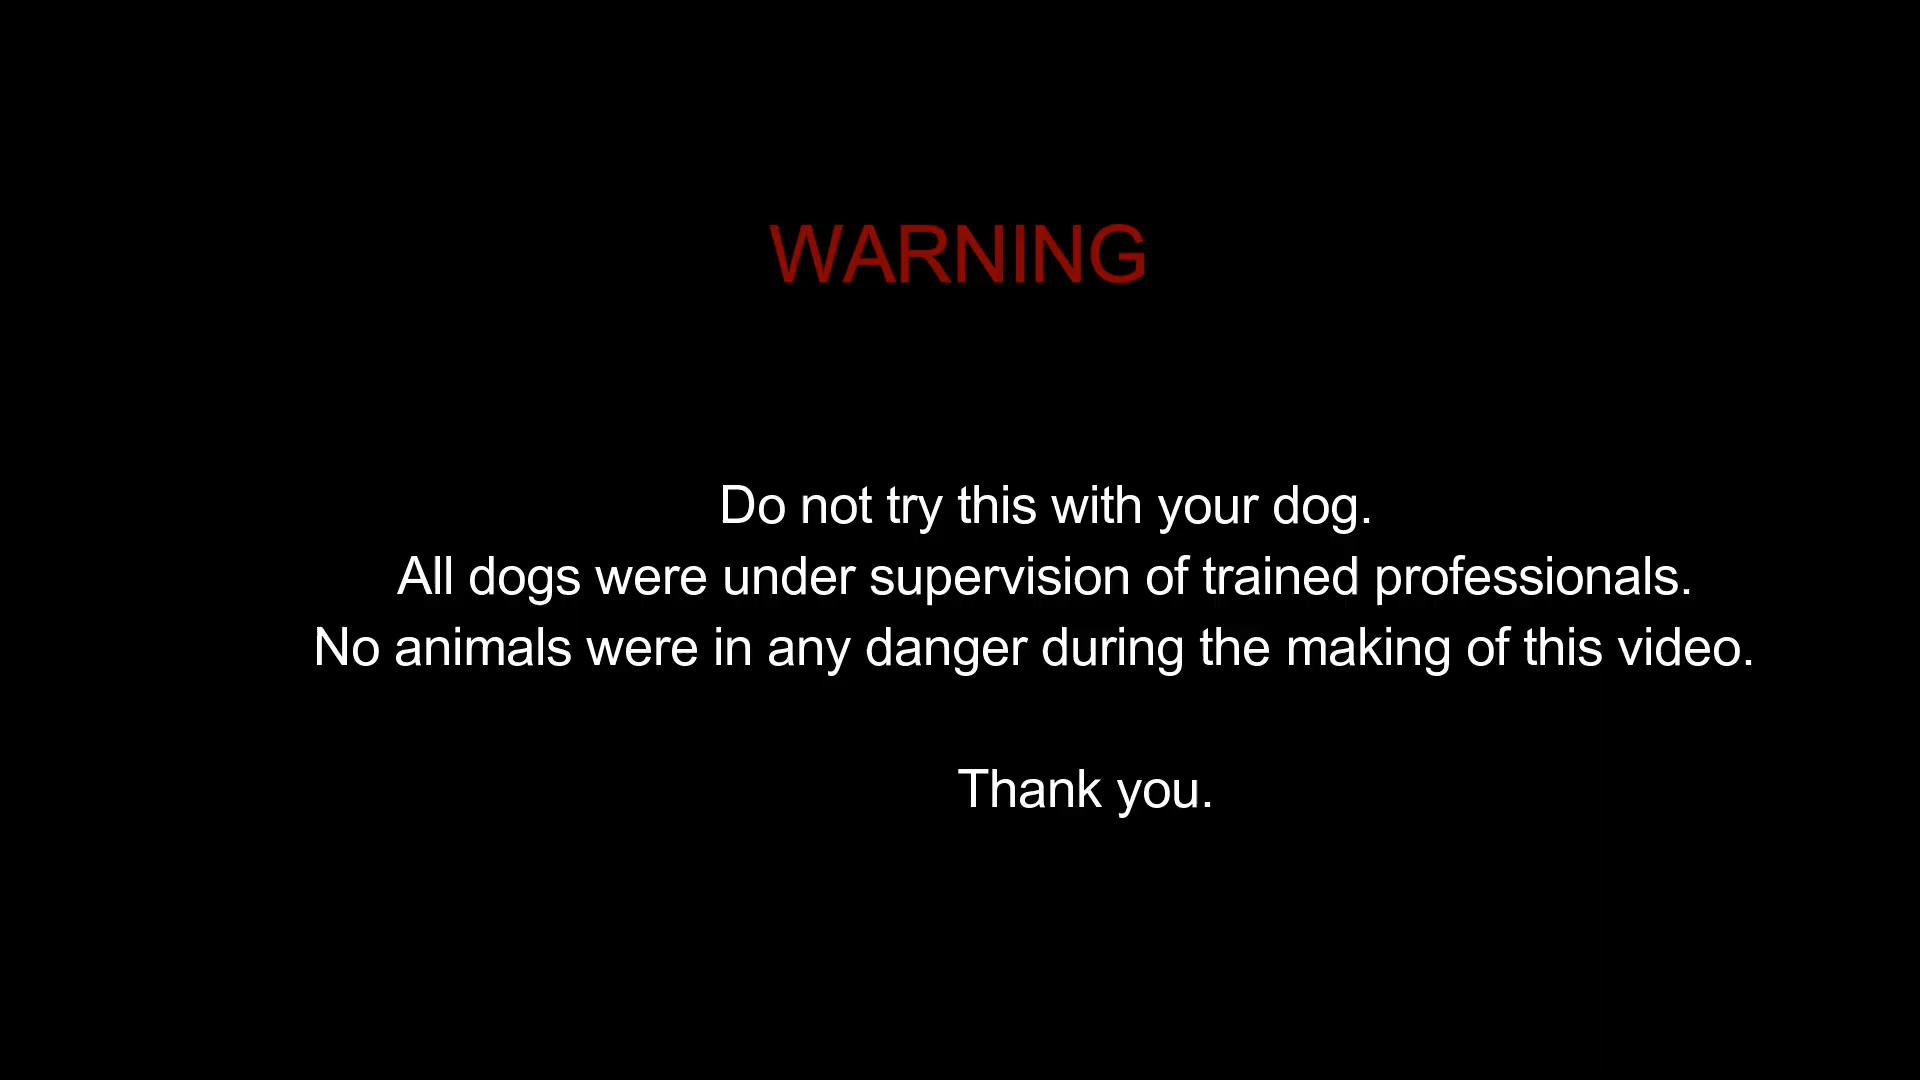 WARNING
Do not try this with your dog.
All dogs were under supervision of trained professionals.
No animals were in any danger during the making of this video.
Thank you.